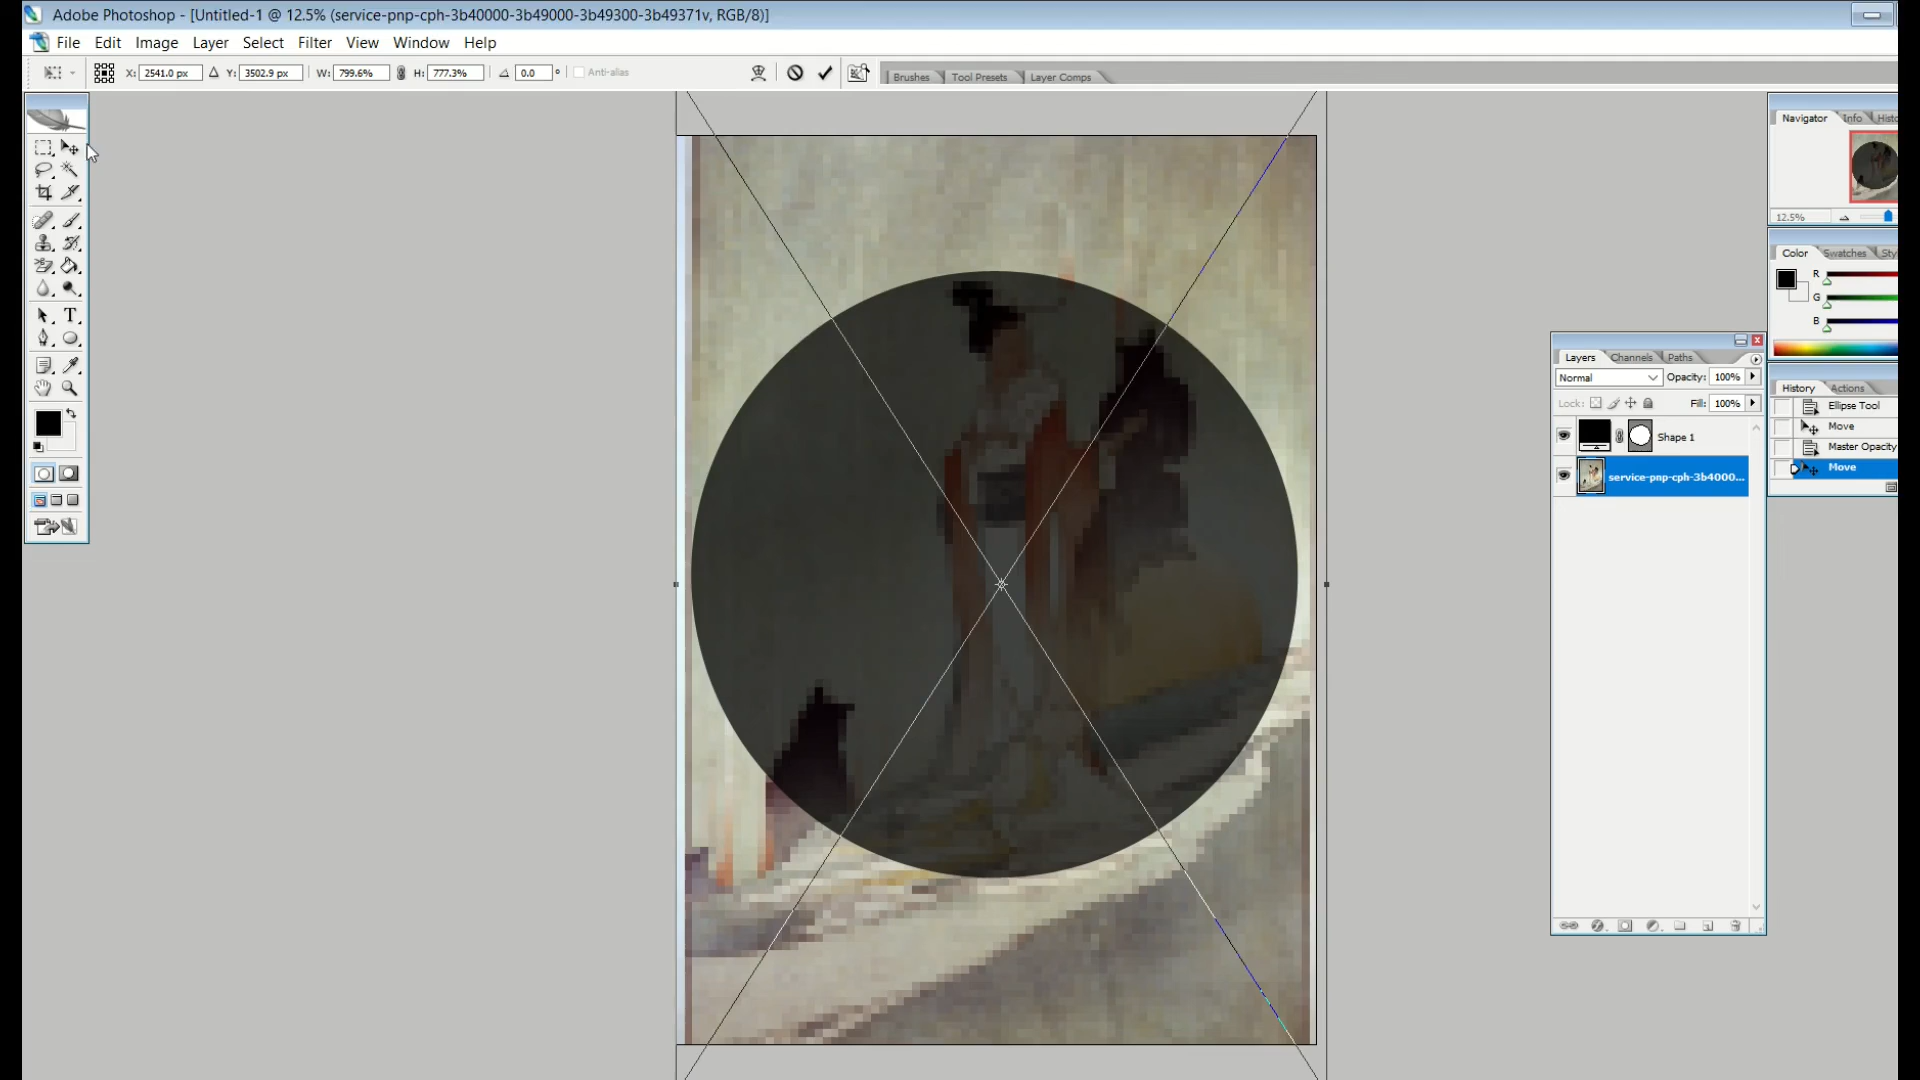 Adobe Photoshop - [Untitled-1 @ 12.5% (service-pnp-cph-3b40000-3b49000-3b49300-3b49371v, RGB/8)]
File Edit Image Layer Select Filter View Window Help
X: 2541.0 px Y: 3502.9 px W: 799.6% H: 777.3% 0.0 ° Anti-alias
Brushes Tool Presets Layer Comps
Navigator Info
12.5%
Color Swatches
R
G
B
Layers Channels Paths
Normal Opacity: 100%
Lock: Fill: 100%
Shape 1
service-pnp-cph-3b4000...
History Actions
Ellipse Tool
Move
Master Opacity
Move
T